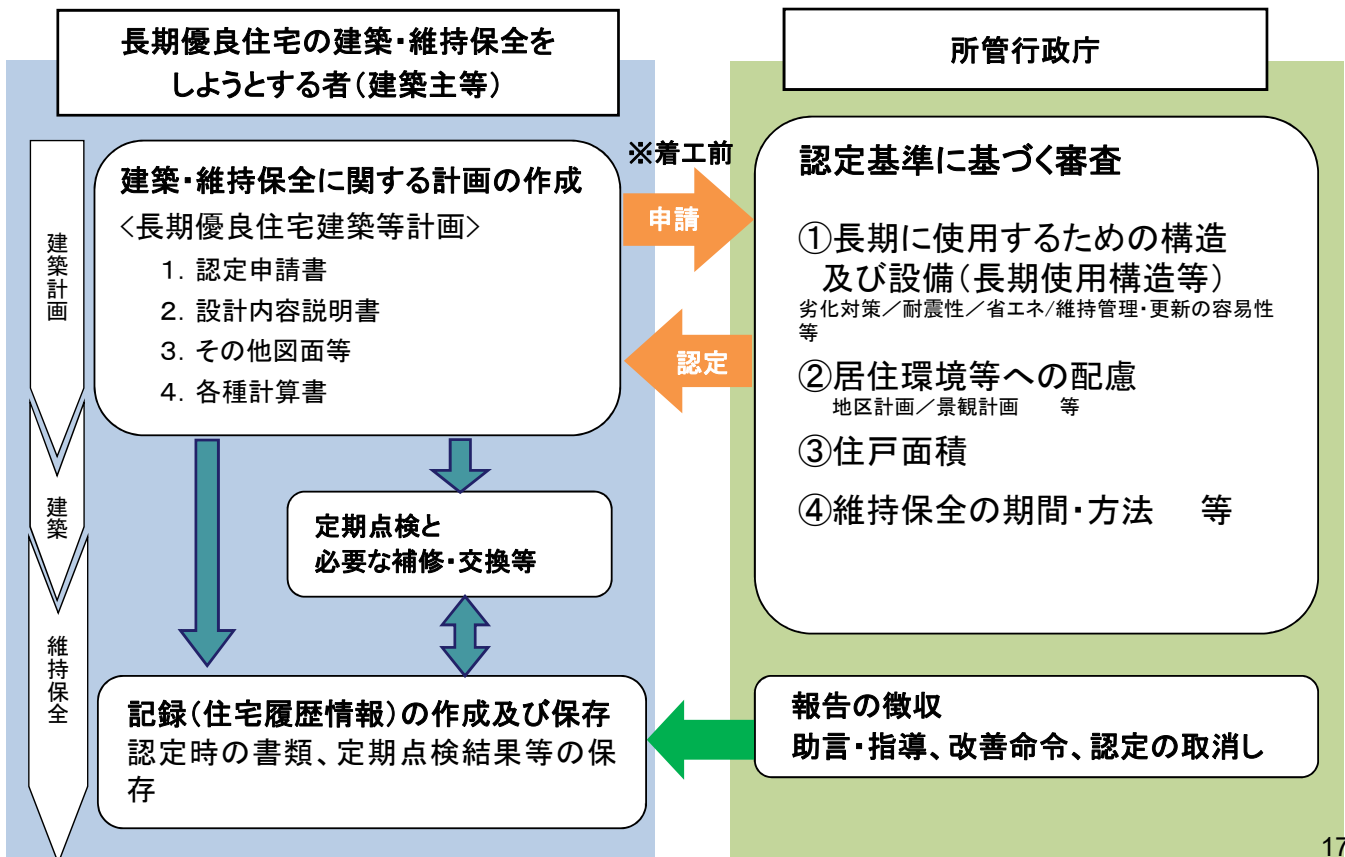 長期優良住宅の建築・維持保全を
しようとする者(建築主等)
所管行政庁
建築計画
建築
維持保全
建築・維持保全に関する計画の作成
<長期優良住宅建築等計画>
1. 認定申請書
2. 設計内容説明書
3. その他図面等
4. 各種計算書
※着工前
申請
認定
認定基準に基づく審査
①長期に使用するための構造
及び設備(長期使用構造等)
劣化対策/耐震性/省エネ/維持管理・更新の容易性
等
②居住環境等への配慮
地区計画/景観計画 等
③住戸面積
④維持保全の期間・方法 等
定期点検と
必要な補修・交換等
記録(住宅履歴情報)の作成及び保存
認定時の書類、定期点検結果等の保
存
報告の徴収
助言・指導、改善命令、認定の取消し
17